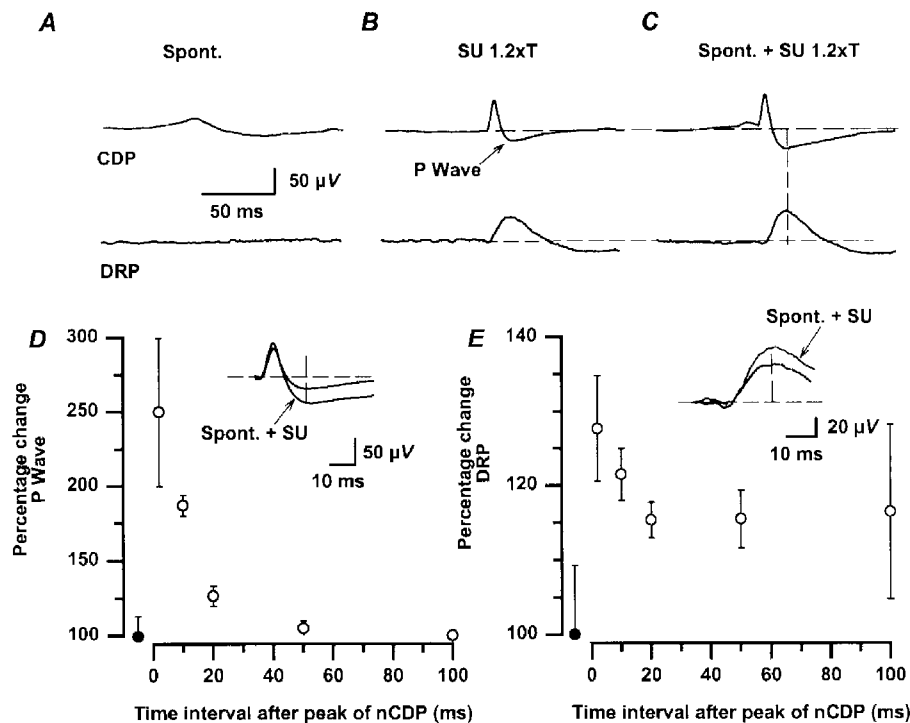 A
B
C
Spont.
SU 1.2xT
Spont. + SU 1.2xT
CDP
P Wave
50 µV
50 ms
DRP
D
Percentage change
P Wave
300
250
200
150
100
Spont. + SU
50 µV
10 ms
0 20 40 60 80 100
Time interval after peak of nCDP (ms)
E
Percentage change
DRP
140
120
100
Spont. + SU
20 µV
10 ms
0 20 40 60 80 100
Time interval after peak of nCDP (ms)